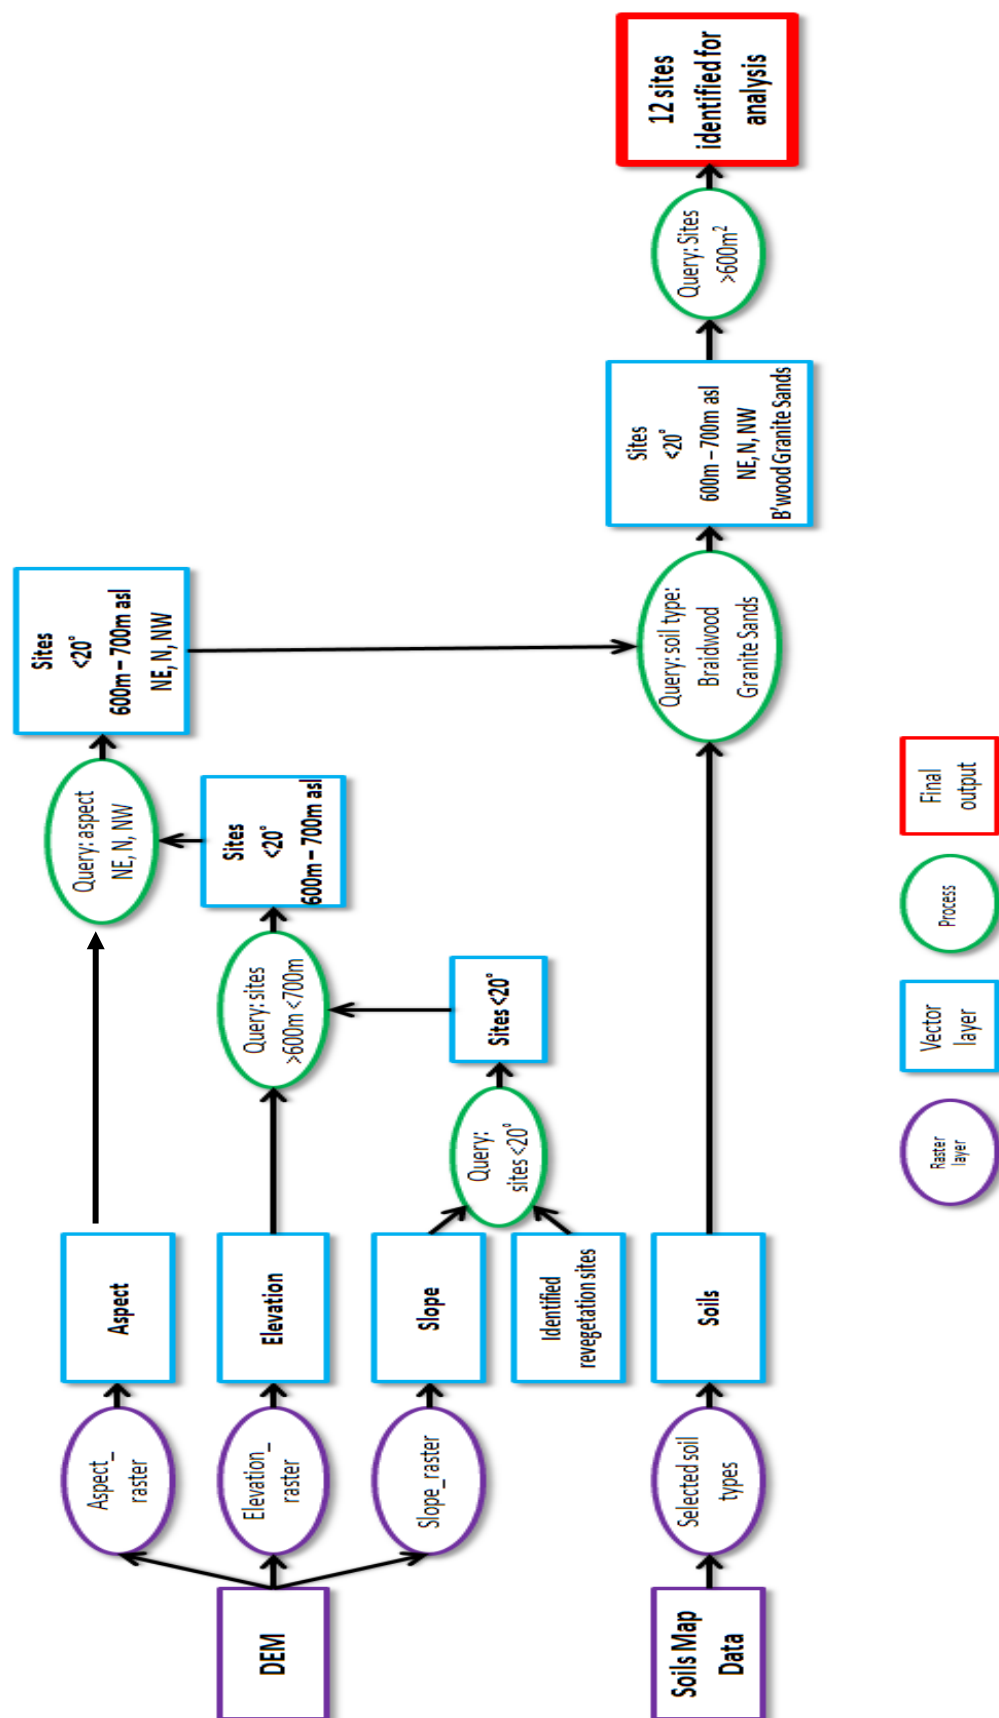 DEM
Soils Map
Data
Aspect_
raster
Elevation_
raster
Slope_raster
Selected soil
types
Aspect
Elevation
Slope
Identified
revegetation sites
Soils
Query:
sites <20°
Sites <20°
Query: sites
>600m <700m
Sites
<20°
600m – 700m asl
Query: aspect
NE, N, NW
Sites
<20°
600m – 700m asl
NE, N, NW
Query: soil type:
Braidwood
Granite Sands
Sites
<20°
600m – 700m asl
NE, N, NW
B'wood Granite Sands
Query: Sites
>600m²
12 sites
identified for
analysis
Raster
layer
Vector
layer
Process
Final
output